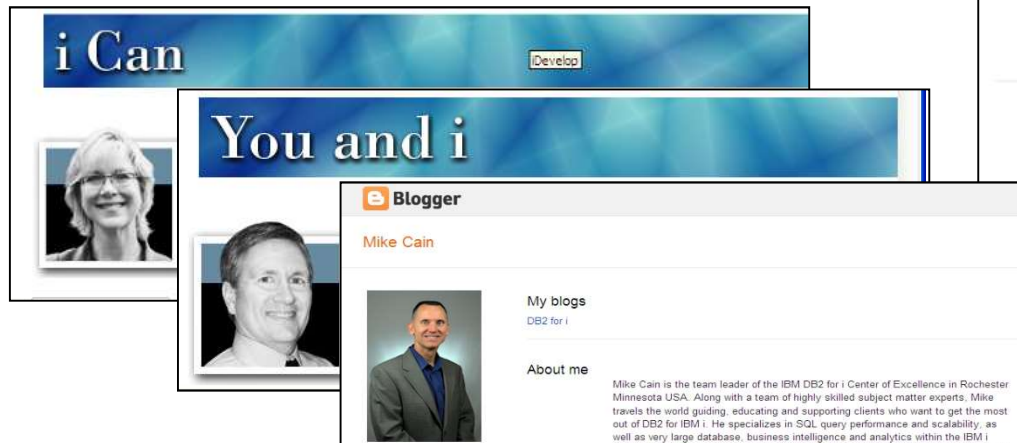 i Can
iDevelop
You and i
Blogger
Mike Cain
My blogs
DB2 for i
About me
Mike Cain is the team leader of the IBM DB2 for i Center of Excellence in Rochester
Minnesota USA. Along with a team of highly skilled subject matter experts, Mike
travels the world guiding, educating and supporting clients who want to get the most
out of DB2 for IBM i. He specializes in SQL query performance and scalability, as
well as very large database, business intelligence and analytics within the IBM i